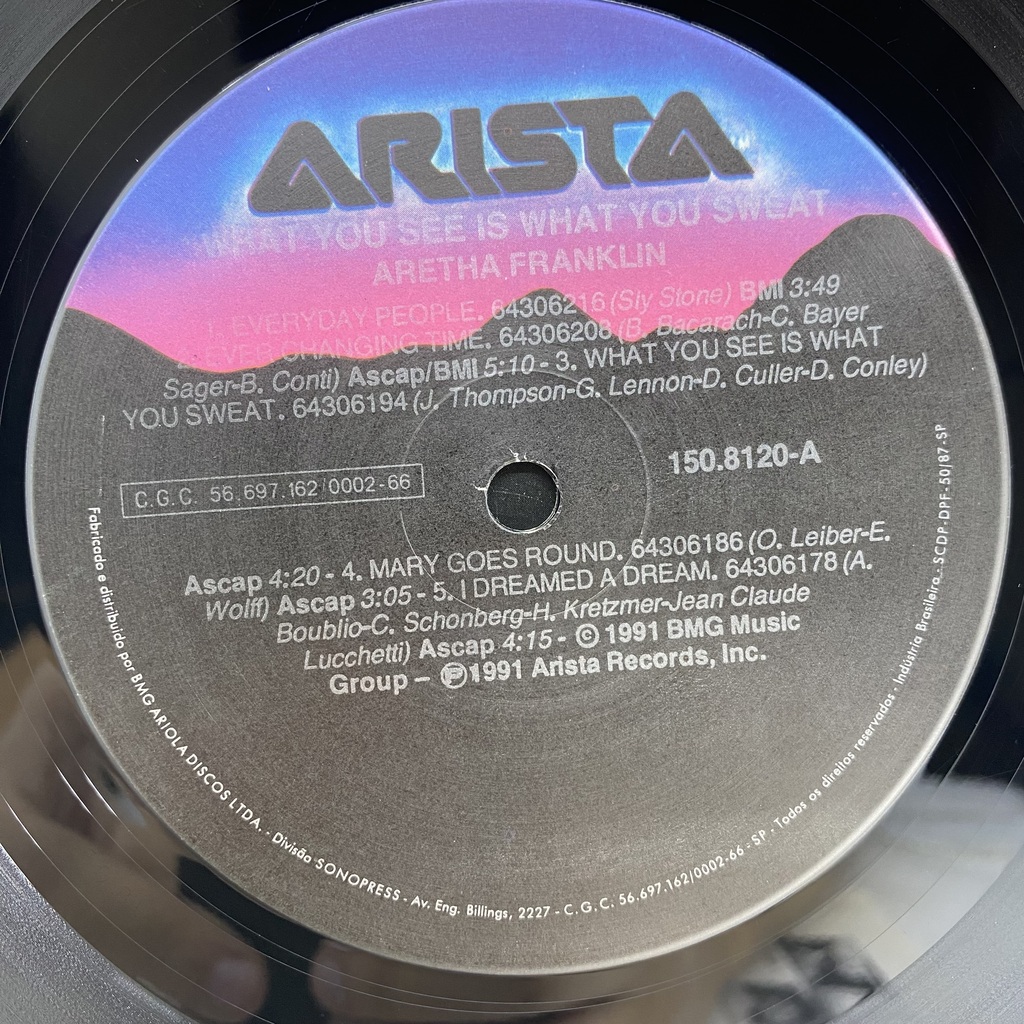 ARISTA
WHAT YOU SEE IS WHAT YOU SWEAT
ARETHA FRANKLIN
1. EVERYDAY PEOPLE. 64306216 (Sly Stone) BMI 3:49
EVER CHANGING TIME. 64306208 (B. Bacarach-C. Bayer
Sager-B. Conti) Ascap/BMI 5:10 - 3. WHAT YOU SEE IS WHAT
YOU SWEAT. 64306194 (J. Thompson-G. Lennon-D. Culler-D. Conley)
150.8120-A
C.G.C. 56.697.162/0002-66
Ascap 4:20 - 4. MARY GOES ROUND. 64306186 (O. Leiber-E.
Wolff) Ascap 3:05 - 5. I DREAMED A DREAM. 64306178 (A.
Boublio-C. Schonberg-H. Kretzmer-Jean Claude
Lucchetti) Ascap 4:15 - © 1991 BMG Music
Group – ℗1991 Arista Records, Inc.
Fabricado e distribuido por BMG ARIOLA DISCOS LTDA. - Divisão SONOPRESS - Av. Eng. Billings, 2227 - C.G.C. 56.697.162/0002-66 - SP - Todos os direitos reservados - Indústria Brasileira - SCDP-DPF-50/87-SP